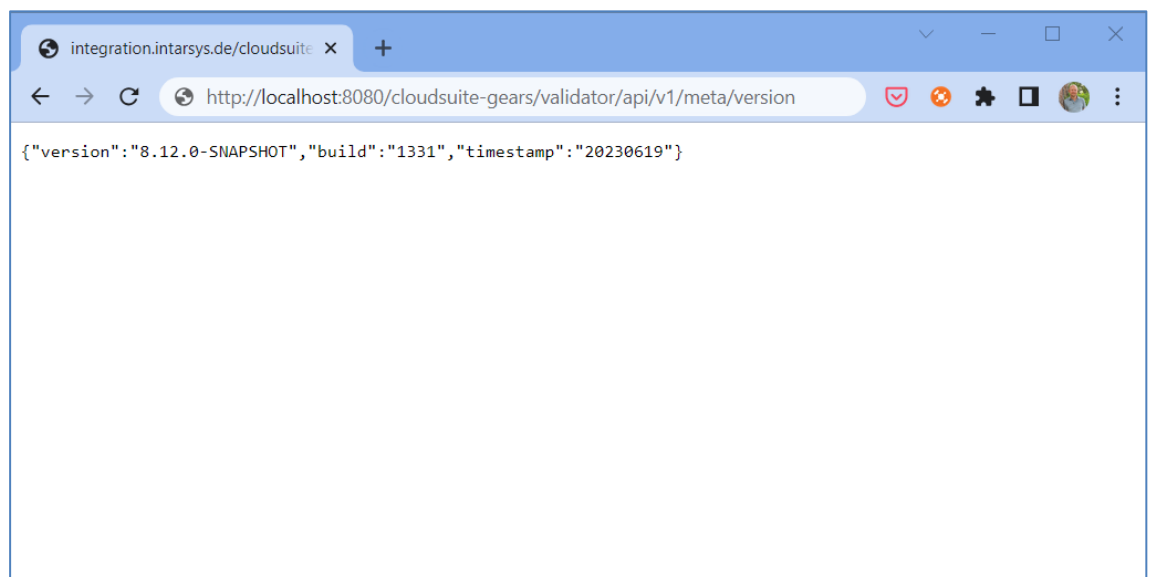 integration.intarsys.de/cloudsuite
http://localhost:8080/cloudsuite-gears/validator/api/v1/meta/version
{"version":"8.12.0-SNAPSHOT","build":"1331","timestamp":"20230619"}